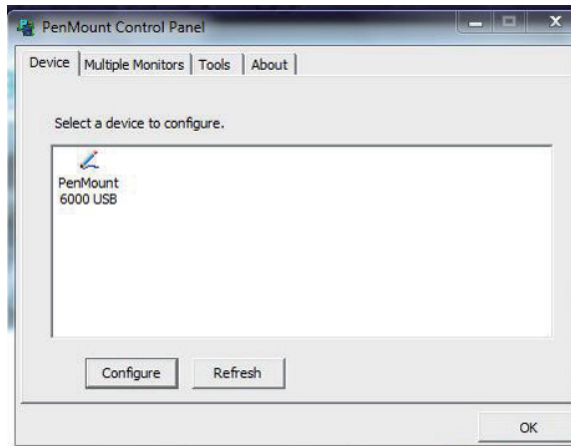 PenMount Control Panel
Device Multiple Monitors Tools About
Select a device to configure.
PenMount
6000 USB
Configure Refresh
OK